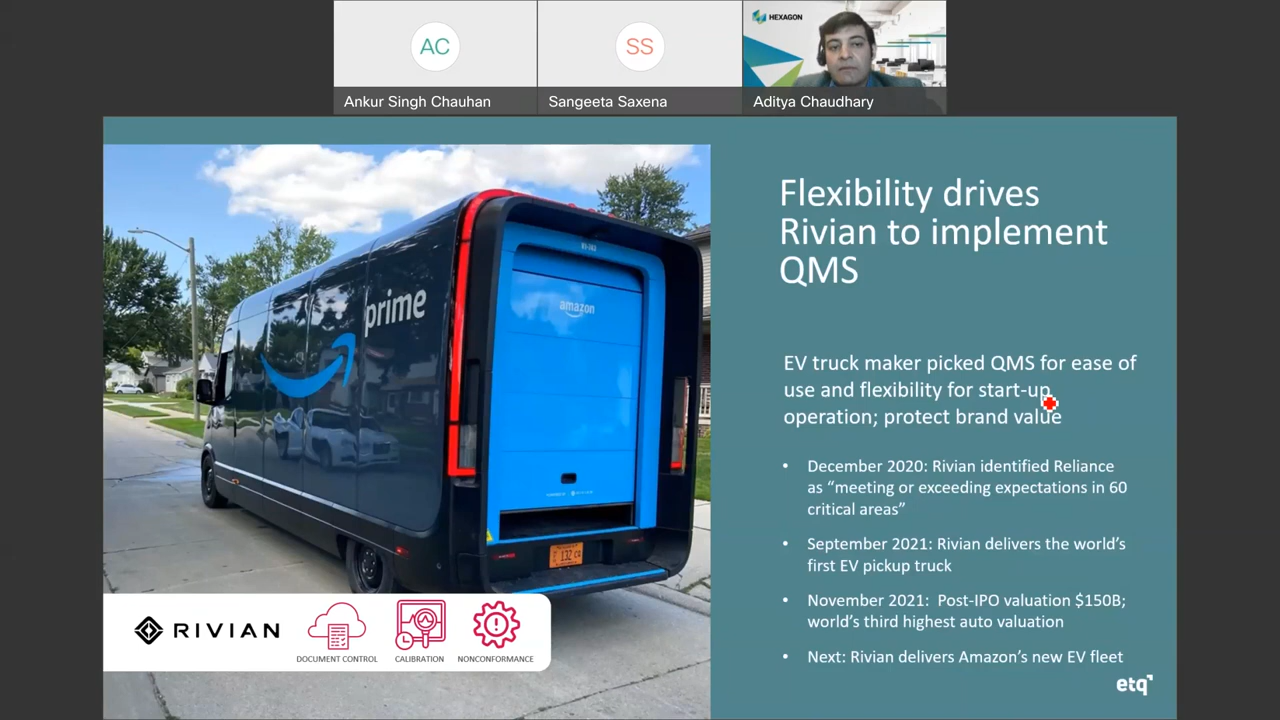 AC
SS
HEXAGON
Ankur Singh Chauhan
Sangeeta Saxena
Aditya Chaudhary
prime
amazon
132 CA
RIVIAN
DOCUMENT CONTROL
CALIBRATION
NONCONFORMANCE
Flexibility drives
Rivian to implement
QMS
EV truck maker picked QMS for ease of
use and flexibility for start-up
operation; protect brand value
• December 2020: Rivian identified Reliance
as “meeting or exceeding expectations in 60
critical areas”
• September 2021: Rivian delivers the world’s
first EV pickup truck
• November 2021:  Post-IPO valuation $150B;
world’s third highest auto valuation
• Next: Rivian delivers Amazon’s new EV fleet
etq